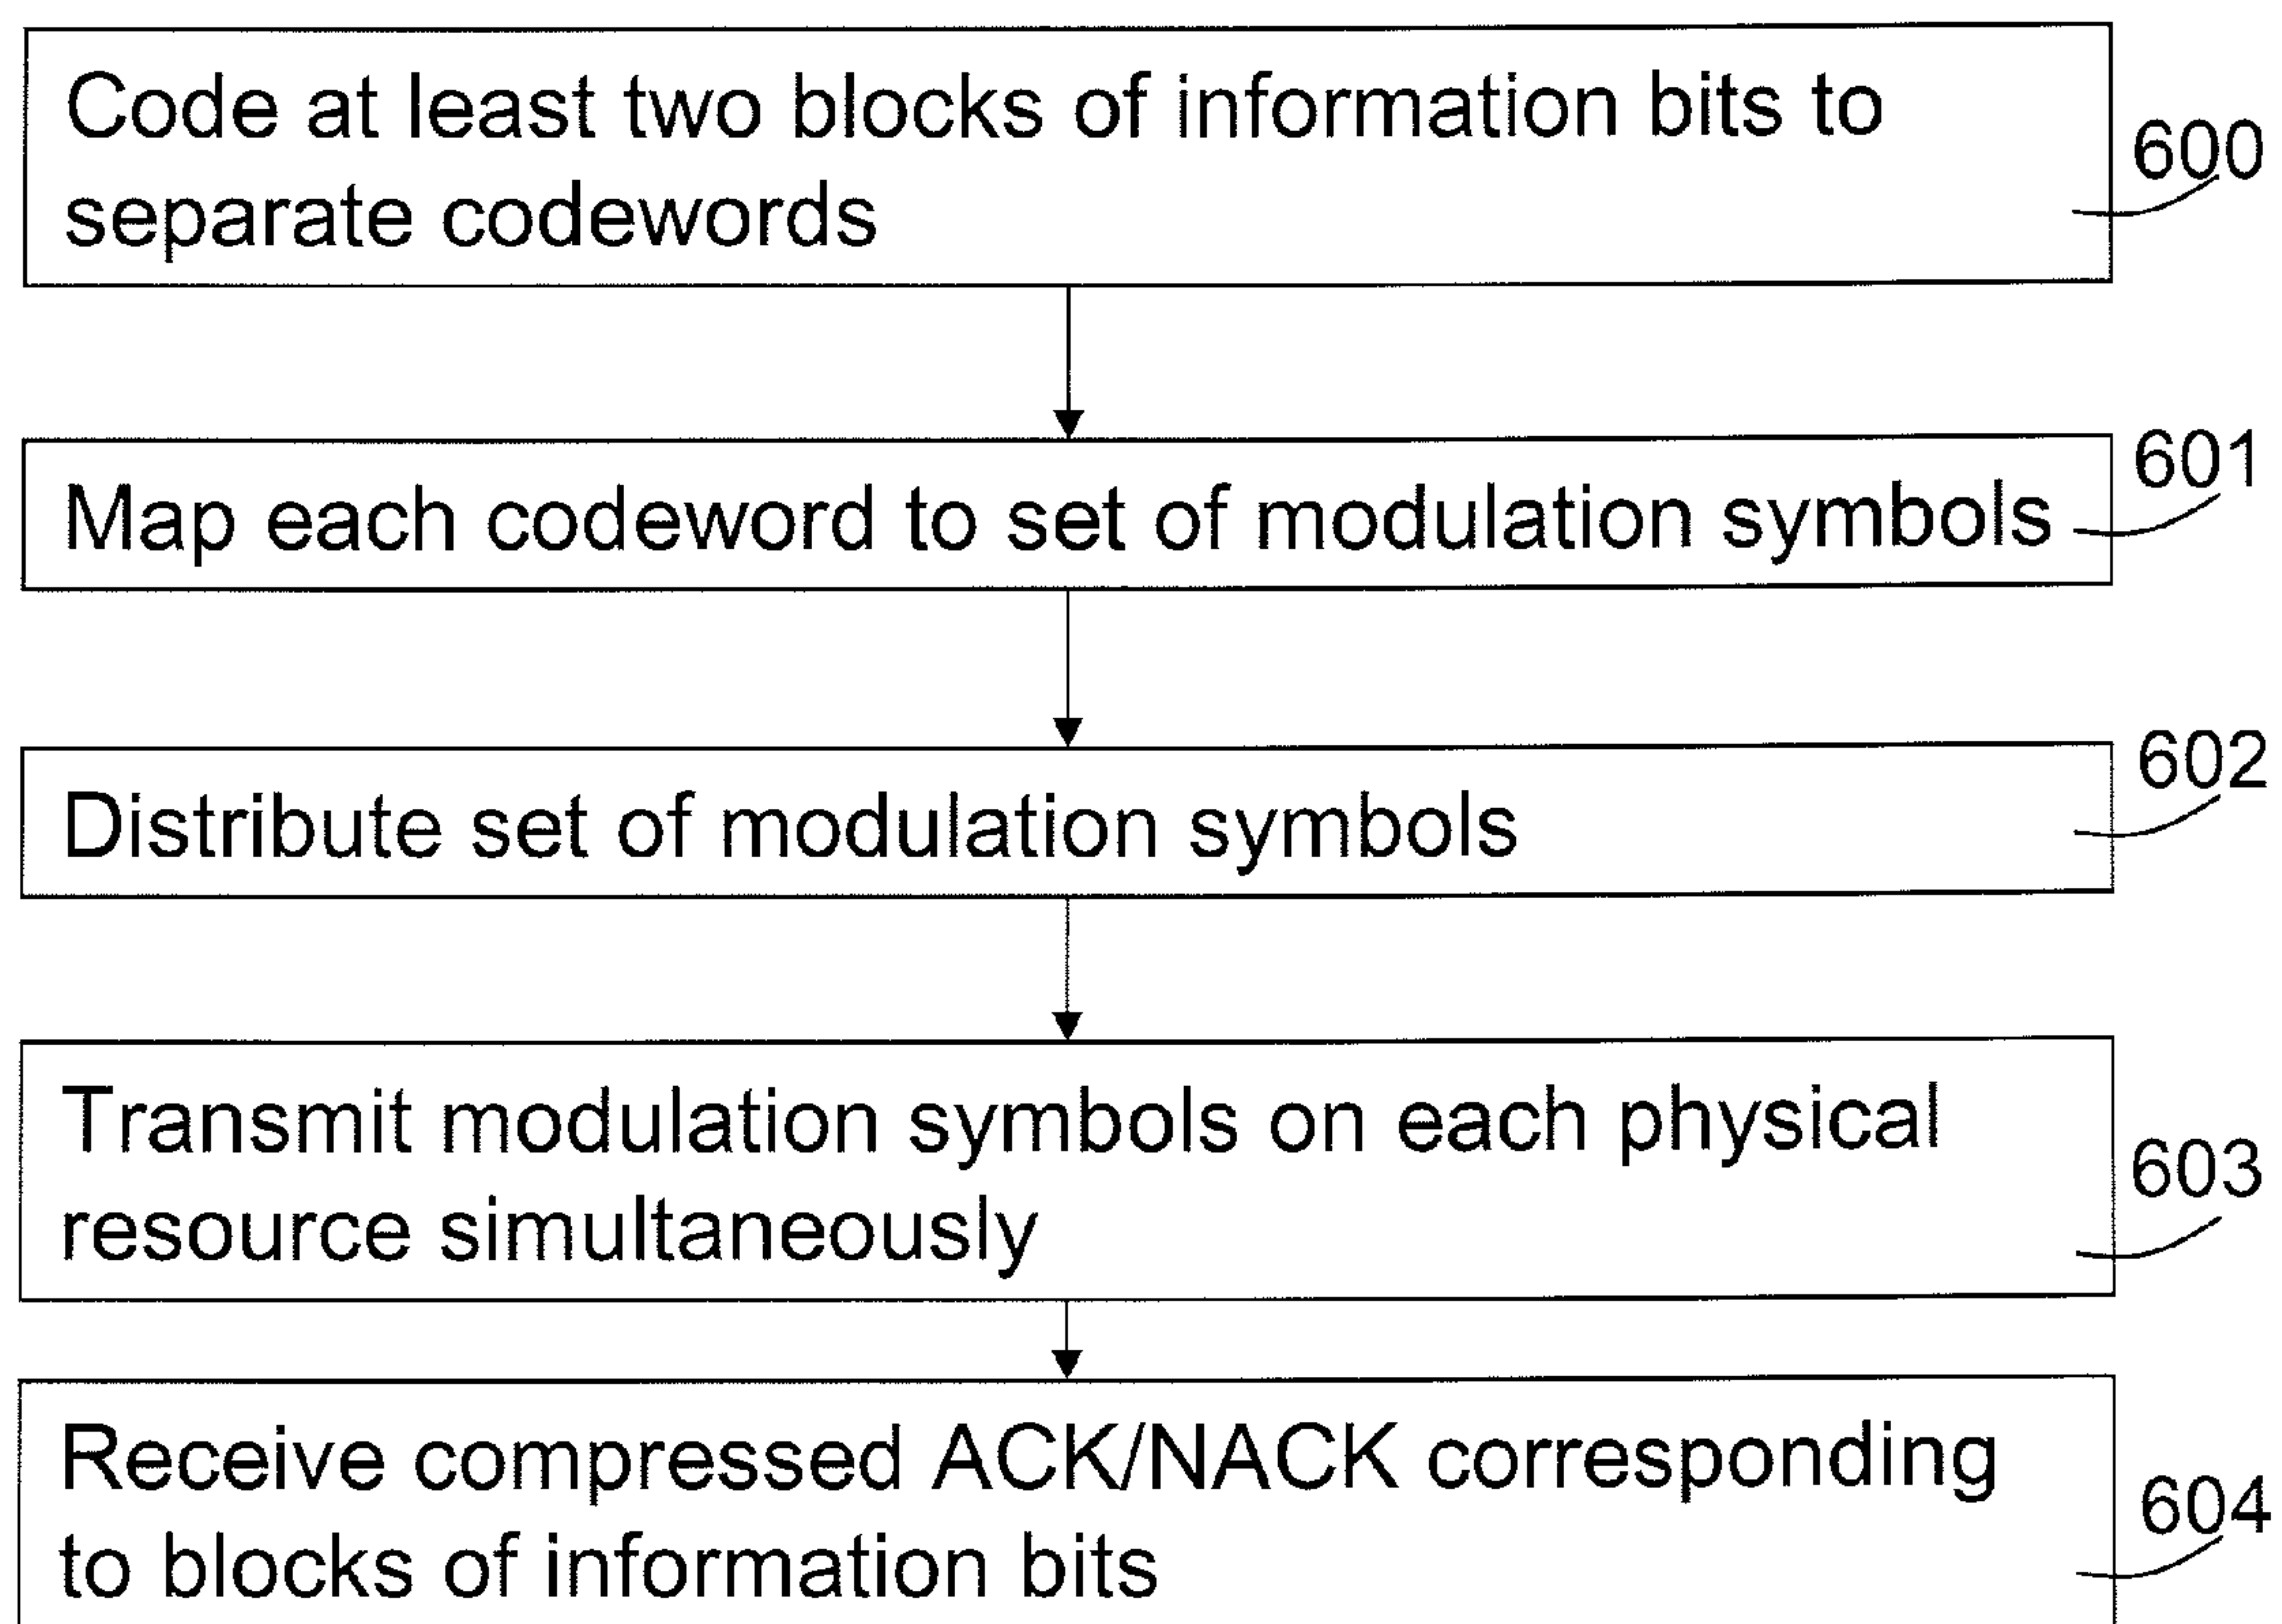 Code at least two blocks of information bits to
separate codewords
600
Map each codeword to set of modulation symbols
601
Distribute set of modulation symbols
602
Transmit modulation symbols on each physical
resource simultaneously
603
Receive compressed ACK/NACK corresponding
to blocks of information bits
604